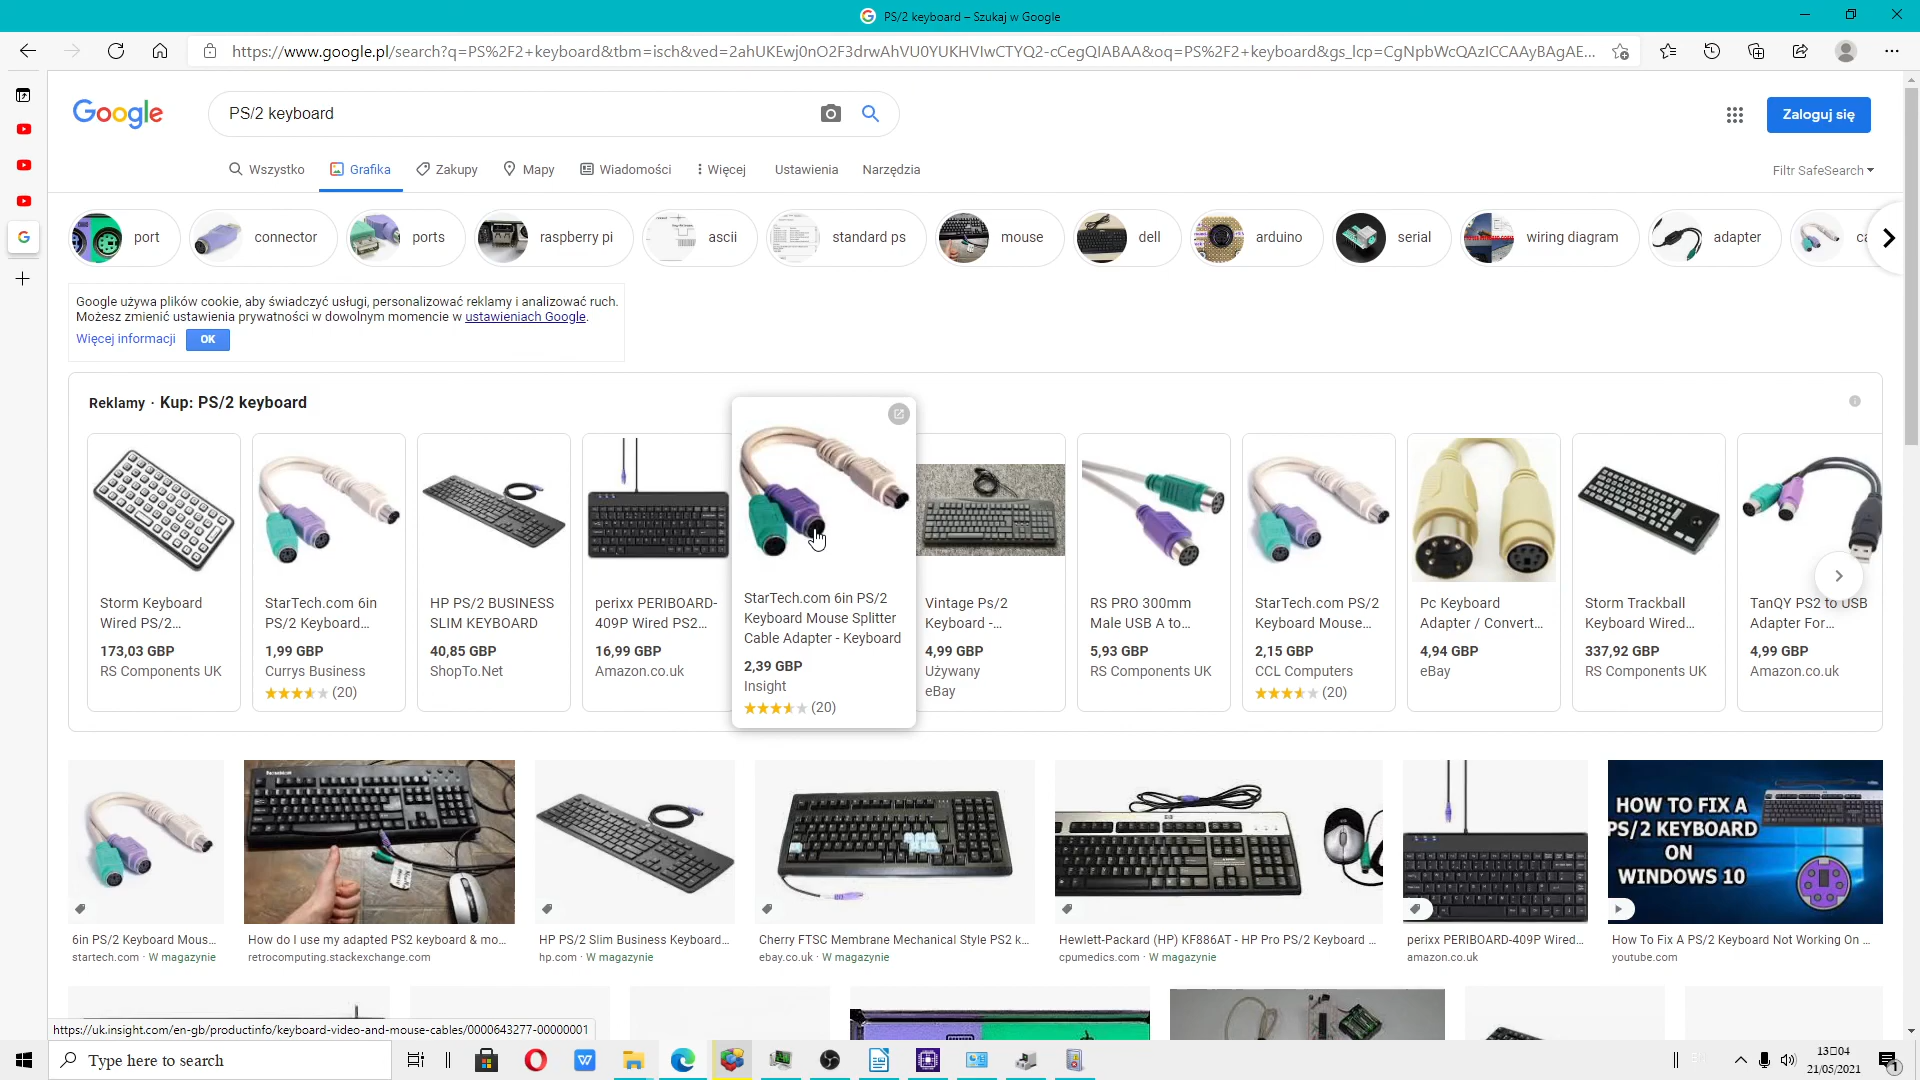 PS/2 keyboard – Szukaj w Google
https://www.google.pl/search?q=PS%2F2+keyboard&tbm=isch&ved=2ahUKEwj0nO2F3drwAhVU0YUKHVIwCTYQ2-cCegQIABAA&oq=PS%2F2+keyboard&gs_lcp=CgNpbWcQAzICCAAyBAgAE...
Google
PS/2 keyboard
Zaloguj się
Wszystko
Grafika
Zakupy
Mapy
Wiadomości
Więcej
Ustawienia
Narzędzia
Filtr SafeSearch
port
connector
ports
raspberry pi
ascii
standard ps
mouse
dell
arduino
serial
wiring diagram
adapter
Google używa plików cookie, aby świadczyć usługi, personalizować reklamy i analizować ruch.
Możesz zmienić ustawienia prywatności w dowolnym momencie w ustawieniach Google.
Więcej informacji
OK
Reklamy · Kup: PS/2 keyboard
Storm Keyboard
Wired PS/2...
173,03 GBP
RS Components UK
StarTech.com 6in
PS/2 Keyboard...
1,99 GBP
Currys Business
(20)
HP PS/2 BUSINESS
SLIM KEYBOARD
40,85 GBP
ShopTo.Net
perixx PERIBOARD-
409P Wired PS2...
16,99 GBP
Amazon.co.uk
StarTech.com 6in PS/2
Keyboard Mouse Splitter
Cable Adapter - Keyboard
2,39 GBP
Insight
(20)
Vintage Ps/2
Keyboard -...
4,99 GBP
Używany
eBay
RS PRO 300mm
Male USB A to...
5,93 GBP
RS Components UK
StarTech.com PS/2
Keyboard Mouse...
2,15 GBP
CCL Computers
(20)
Pc Keyboard
Adapter / Convert...
4,94 GBP
eBay
Storm Trackball
Keyboard Wired...
337,92 GBP
RS Components UK
TanQY PS2 to USB
Adapter For...
4,99 GBP
Amazon.co.uk
HOW TO FIX A
PS/2 KEYBOARD
ON
WINDOWS 10
6in PS/2 Keyboard Mous...
startech.com · W magazynie
How do I use my adapted PS2 keyboard & mo...
retrocomputing.stackexchange.com
HP PS/2 Slim Business Keyboard...
hp.com · W magazynie
Cherry FTSC Membrane Mechanical Style PS2 k...
ebay.co.uk · W magazynie
Hewlett-Packard (HP) KF886AT - HP Pro PS/2 Keyboard ...
cpumedics.com · W magazynie
perixx PERIBOARD-409P Wired...
amazon.co.uk
How To Fix A PS/2 Keyboard Not Working On ...
youtube.com
https://uk.insight.com/en-gb/productinfo/keyboard-video-and-mouse-cables/0000643277-00000001
Type here to search
13▯04
21/05/2021
1